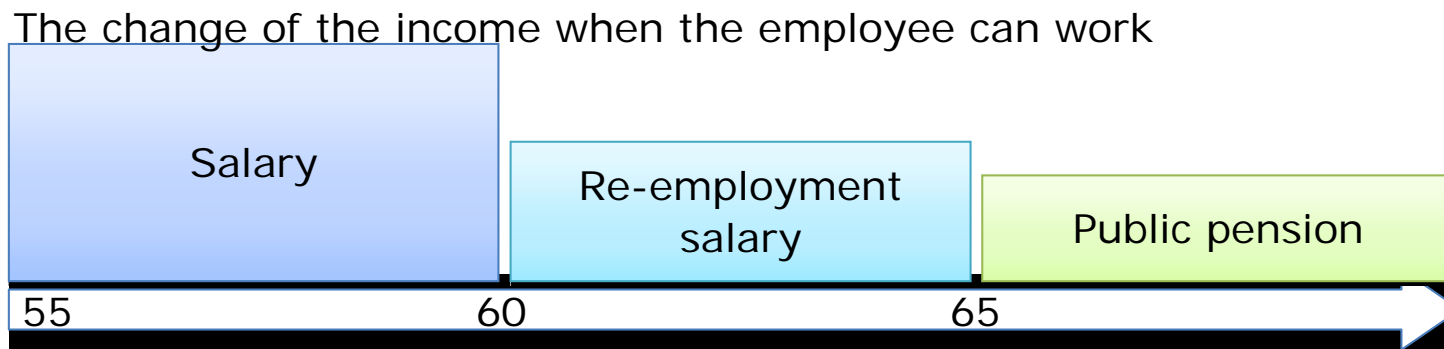 The change of the income when the employee can work
Salary
Re-employment
salary
Public pension
55
60
65